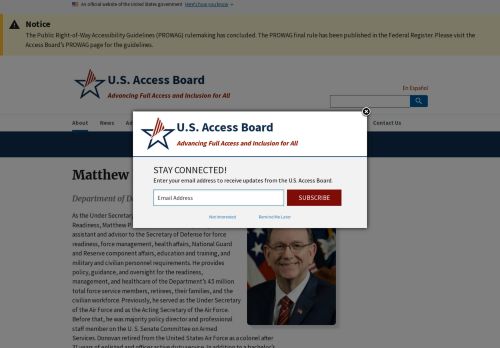 An official website of the United States government Here's how you know
Notice
The Public Right-of-Way Accessibility Guidelines (PROWAG) rulemaking has concluded. The PROWAG final rule has been published in the Federal Register. Please visit the
Access Board's PROWAG page for the guidelines.
U.S. Access Board
Advancing Full Access and Inclusion for All
En Español
About News Contact Us
U.S. Access Board
Advancing Full Access and Inclusion for All
STAY CONNECTED!
Enter your email address to receive updates from the U.S. Access Board.
Email Address SUBSCRIBE
Not Interested Remind Me Later
Matthew
Department of
As the Under Secretary
Readiness, Matthew
assistant and advisor to the Secretary of Defense for force
readiness, force management, health affairs, National Guard
and Reserve component affairs, education and training, and
military and civilian personnel requirements. He provides
policy, guidance, and oversight for the readiness,
management, and healthcare of the Department's 4.5 million
total force service members, retirees, their families, and the
civilian workforce. Previously, he served as the Under Secretary
of the Air Force and as the Acting Secretary of the Air Force.
Before that, he was majority policy director and professional
staff member on the U. S. Senate Committee on Armed
Services. Donovan retired from the United States Air Force as a colonel after